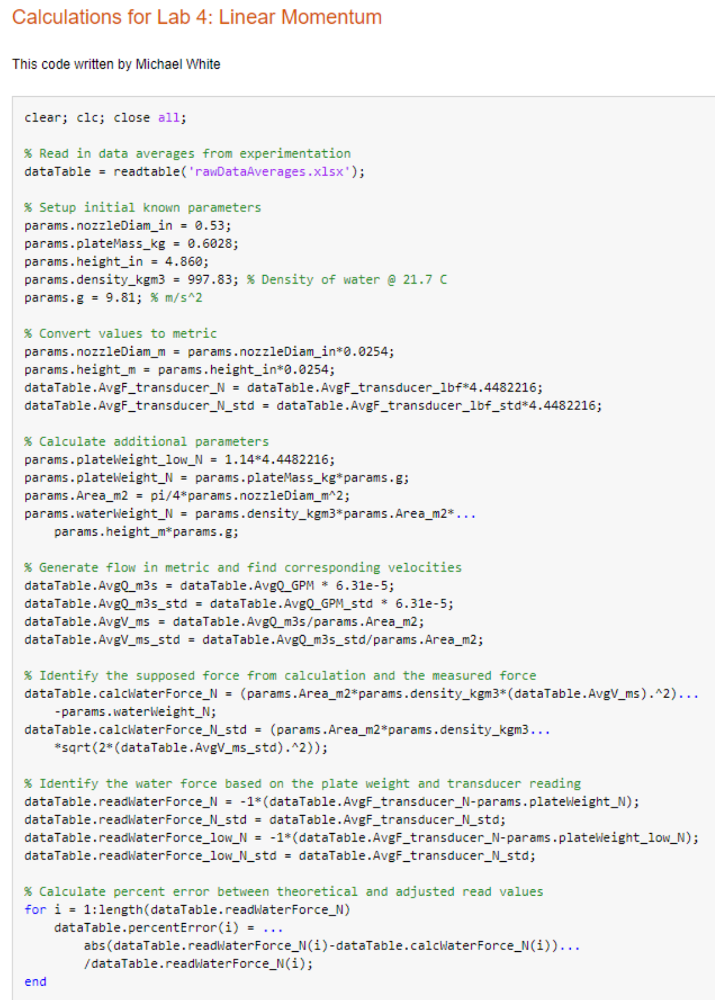 Calculations for Lab 4: Linear Momentum
This code written by Michael White
clear; clc; close all;
% Read in data averages from experimentation
dataTable = readtable('rawDataAverages.xlsx');
% Setup initial known parameters
params.nozzleDiam_in = 0.53;
params.plateMass_kg = 0.6028;
params.height_in = 4.860;
params.density_kgm3 = 997.83; % Density of water @ 21.7 C
params.g = 9.81; % m/s^2
% Convert values to metric
params.nozzleDiam_m = params.nozzleDiam_in*0.0254;
params.height_m = params.height_in*0.0254;
dataTable.AvgF_transducer_N = dataTable.AvgF_transducer_lbf*4.4482216;
dataTable.AvgF_transducer_N_std = dataTable.AvgF_transducer_lbf_std*4.4482216;
% Calculate additional parameters
params.plateWeight_low_N = 1.14*4.4482216;
params.plateWeight_N = params.plateMass_kg*params.g;
params.Area_m2 = pi/4*params.nozzleDiam_m^2;
params.waterWeight_N = params.density_kgm3*params.Area_m2*...
    params.height_m*params.g;
% Generate flow in metric and find corresponding velocities
dataTable.AvgQ_m3s = dataTable.AvgQ_GPM * 6.31e-5;
dataTable.AvgQ_m3s_std = dataTable.AvgQ_GPM_std * 6.31e-5;
dataTable.AvgV_ms = dataTable.AvgQ_m3s/params.Area_m2;
dataTable.AvgV_ms_std = dataTable.AvgQ_m3s_std/params.Area_m2;
% Identify the supposed force from calculation and the measured force
dataTable.calcWaterForce_N = (params.Area_m2*params.density_kgm3*(dataTable.AvgV_ms).^2)...
    -params.waterWeight_N;
dataTable.calcWaterForce_N_std = (params.Area_m2*params.density_kgm3...
    *sqrt(2*(dataTable.AvgV_ms_std).^2));
% Identify the water force based on the plate weight and transducer reading
dataTable.readWaterForce_N = -1*(dataTable.AvgF_transducer_N-params.plateWeight_N);
dataTable.readWaterForce_N_std = dataTable.AvgF_transducer_N_std;
dataTable.readWaterForce_low_N = -1*(dataTable.AvgF_transducer_N-params.plateWeight_low_N);
dataTable.readWaterForce_low_N_std = dataTable.AvgF_transducer_N_std;
% Calculate percent error between theoretical and adjusted read values
for i = 1:length(dataTable.readWaterForce_N)
    dataTable.percentError(i) = ...
        abs(dataTable.readWaterForce_N(i)-dataTable.calcWaterForce_N(i))...
        /dataTable.readWaterForce_N(i);
end